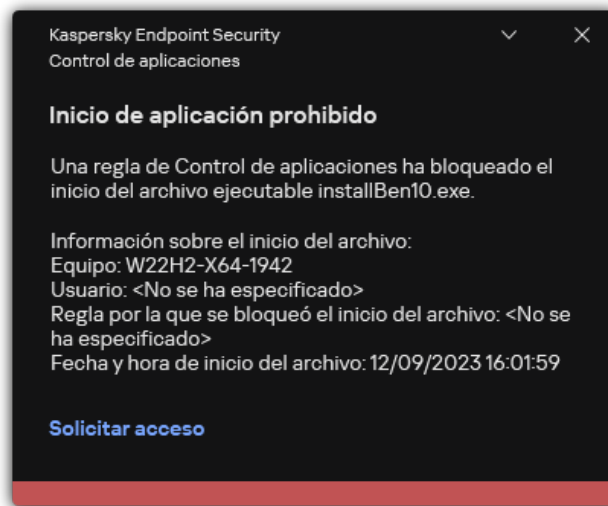 Kaspersky Endpoint Security
Control de aplicaciones
Inicio de aplicación prohibido
Una regla de Control de aplicaciones ha bloqueado el
inicio del archivo ejecutable installBen10.exe.
Información sobre el inicio del archivo:
Equipo: W22H2-X64-1942
Usuario: <No se ha especificado>
Regla por la que se bloqueó el inicio del archivo: <No se
ha especificado>
Fecha y hora de inicio del archivo: 12/09/2023 16:01:59
Solicitar acceso